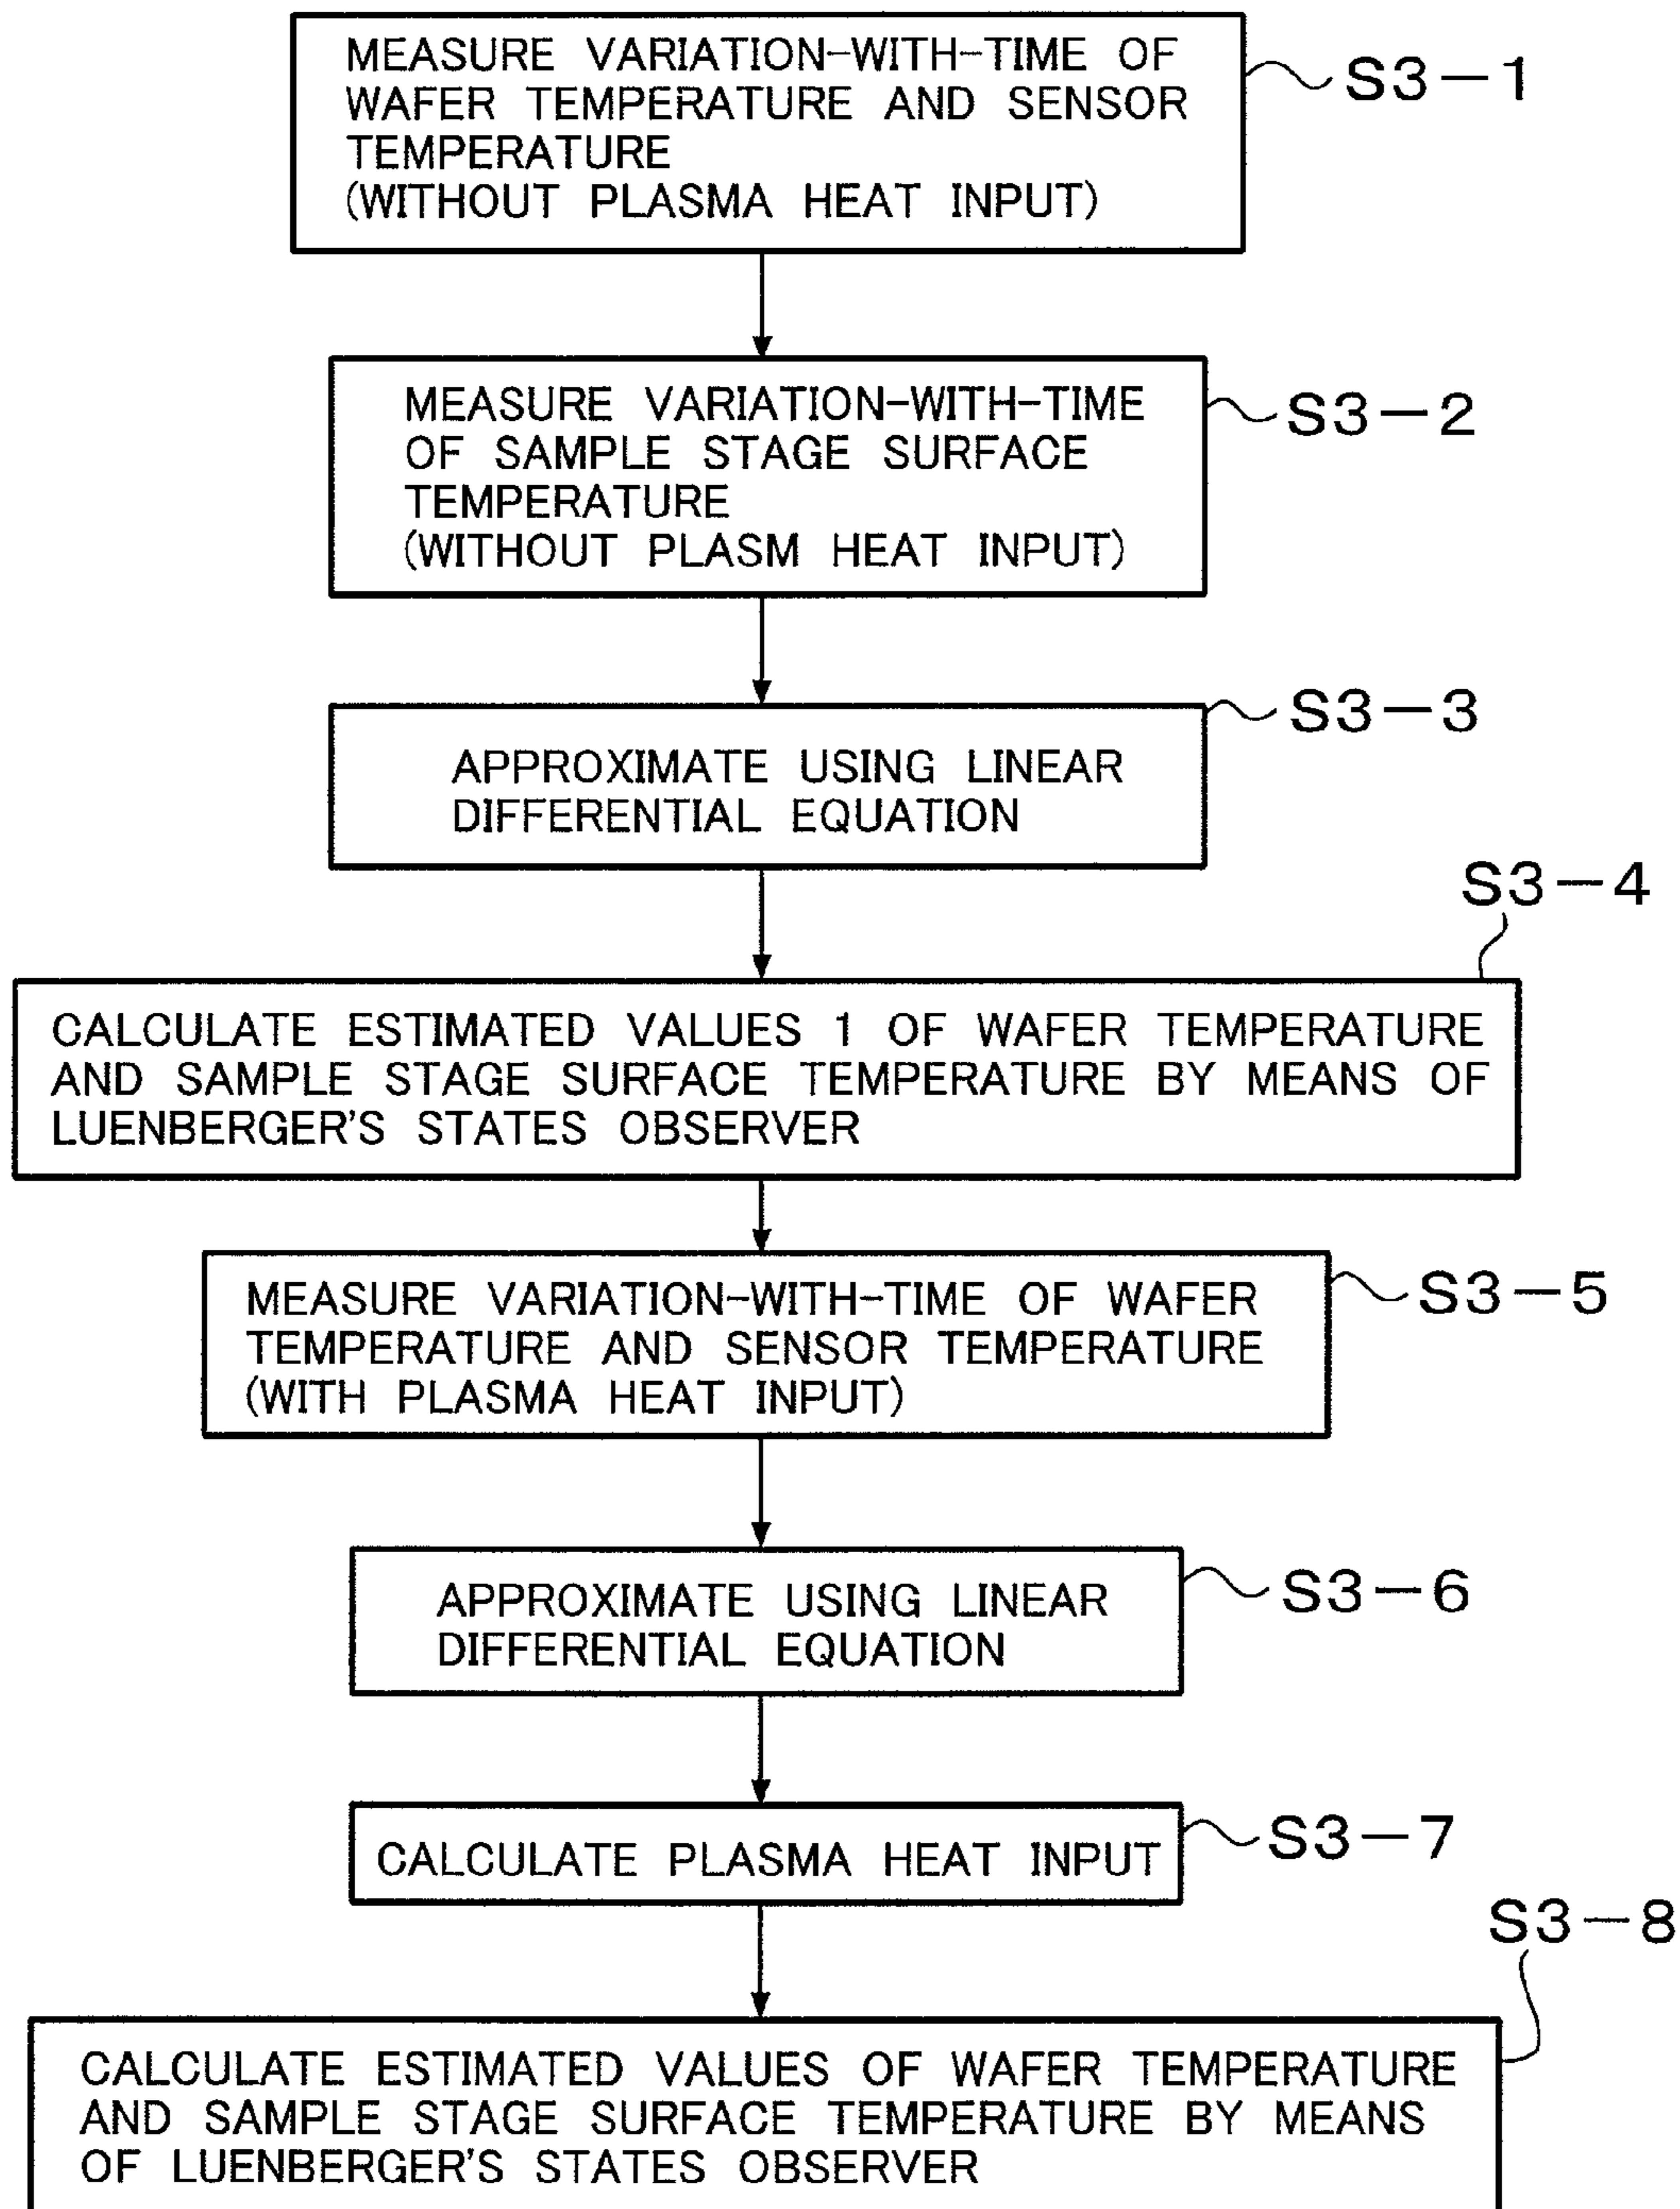 MEASURE VARIATION-WITH-TIME OF
WAFER TEMPERATURE AND SENSOR
TEMPERATURE
(WITHOUT PLASMA HEAT INPUT)
S3-1
MEASURE VARIATION-WITH-TIME
OF SAMPLE STAGE SURFACE
TEMPERATURE
(WITHOUT PLASM HEAT INPUT)
S3-2
S3-3
APPROXIMATE USING LINEAR
DIFFERENTIAL EQUATION
S3-4
CALCULATE ESTIMATED VALUES 1 OF WAFER TEMPERATURE
AND SAMPLE STAGE SURFACE TEMPERATURE BY MEANS OF
LUENBERGER'S STATES OBSERVER
MEASURE VARIATION-WITH-TIME OF WAFER
TEMPERATURE AND SENSOR TEMPERATURE
(WITH PLASMA HEAT INPUT)
S3-5
APPROXIMATE USING LINEAR
DIFFERENTIAL EQUATION
S3-6
CALCULATE PLASMA HEAT INPUT
S3-7
S3-8
CALCULATE ESTIMATED VALUES OF WAFER TEMPERATURE
AND SAMPLE STAGE SURFACE TEMPERATURE BY MEANS
OF LUENBERGER'S STATES OBSERVER